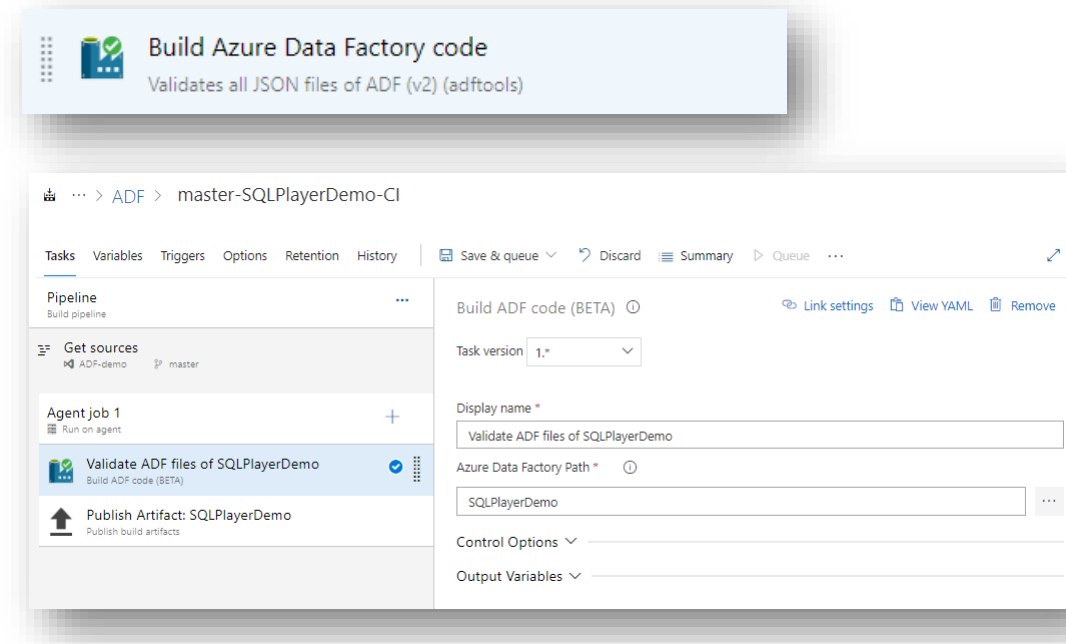 Build Azure Data Factory code
Validates all JSON files of ADF (v2) (adftools)
··· > ADF > master-SQLPlayerDemo-CI
Tasks Variables Triggers Options Retention History Save & queue Discard Summary Queue ···
Pipeline ···
Build pipeline
Build ADF code (BETA) Link settings View YAML Remove
Get sources
ADF-demo master
Task version 1.*
Agent job 1
Run on agent
Display name *
Validate ADF files of SQLPlayerDemo
Validate ADF files of SQLPlayerDemo
Build ADF code (BETA)
Azure Data Factory Path *
SQLPlayerDemo ···
Publish Artifact: SQLPlayerDemo
Publish build artifacts
Control Options
Output Variables